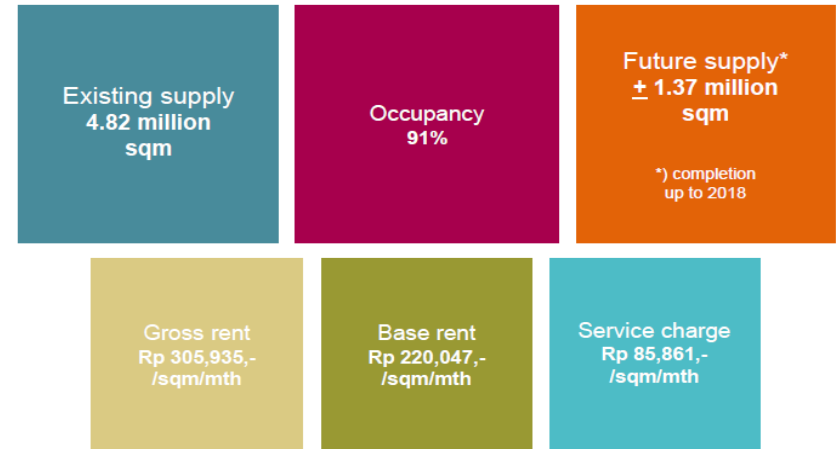 Existing supply
4.82 million
sqm
Occupancy
91%
Future supply*
± 1.37 million
sqm
*) completion
up to 2018
Gross rent
Rp 305,935,-
/sqm/mth
Base rent
Rp 220,047,-
/sqm/mth
Service charge
Rp 85,861,-
/sqm/mth